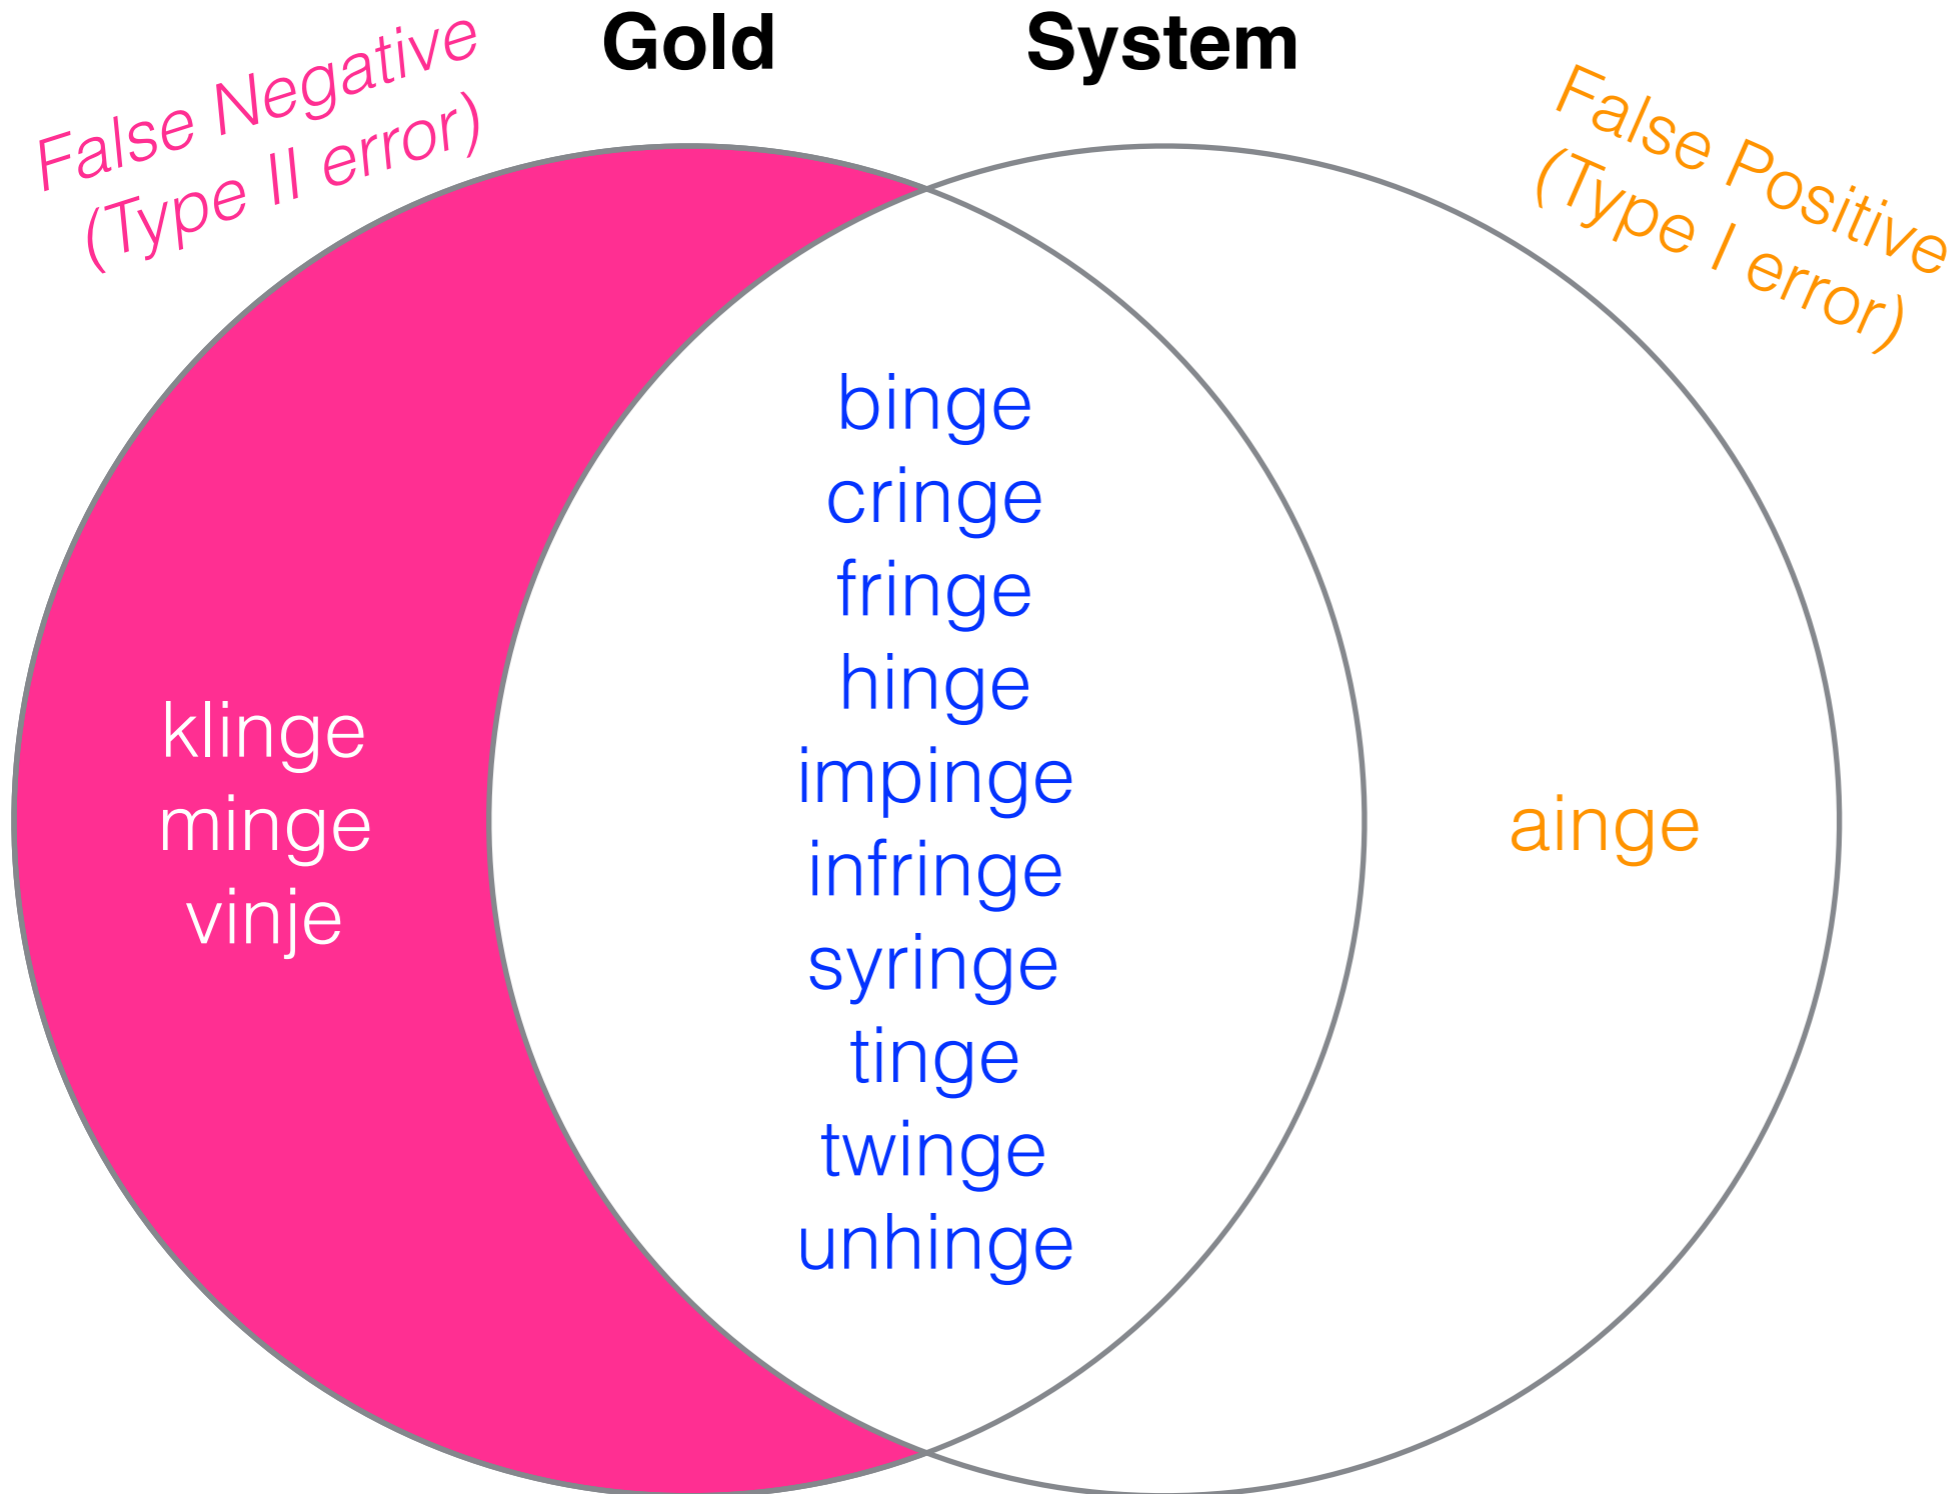 Gold
System
False Negative
(Type II error)
False Positive
(Type I error)
klinge
minge
vinje
binge
cringe
fringe
hinge
impinge
infringe
syringe
tinge
twinge
unhinge
ainge